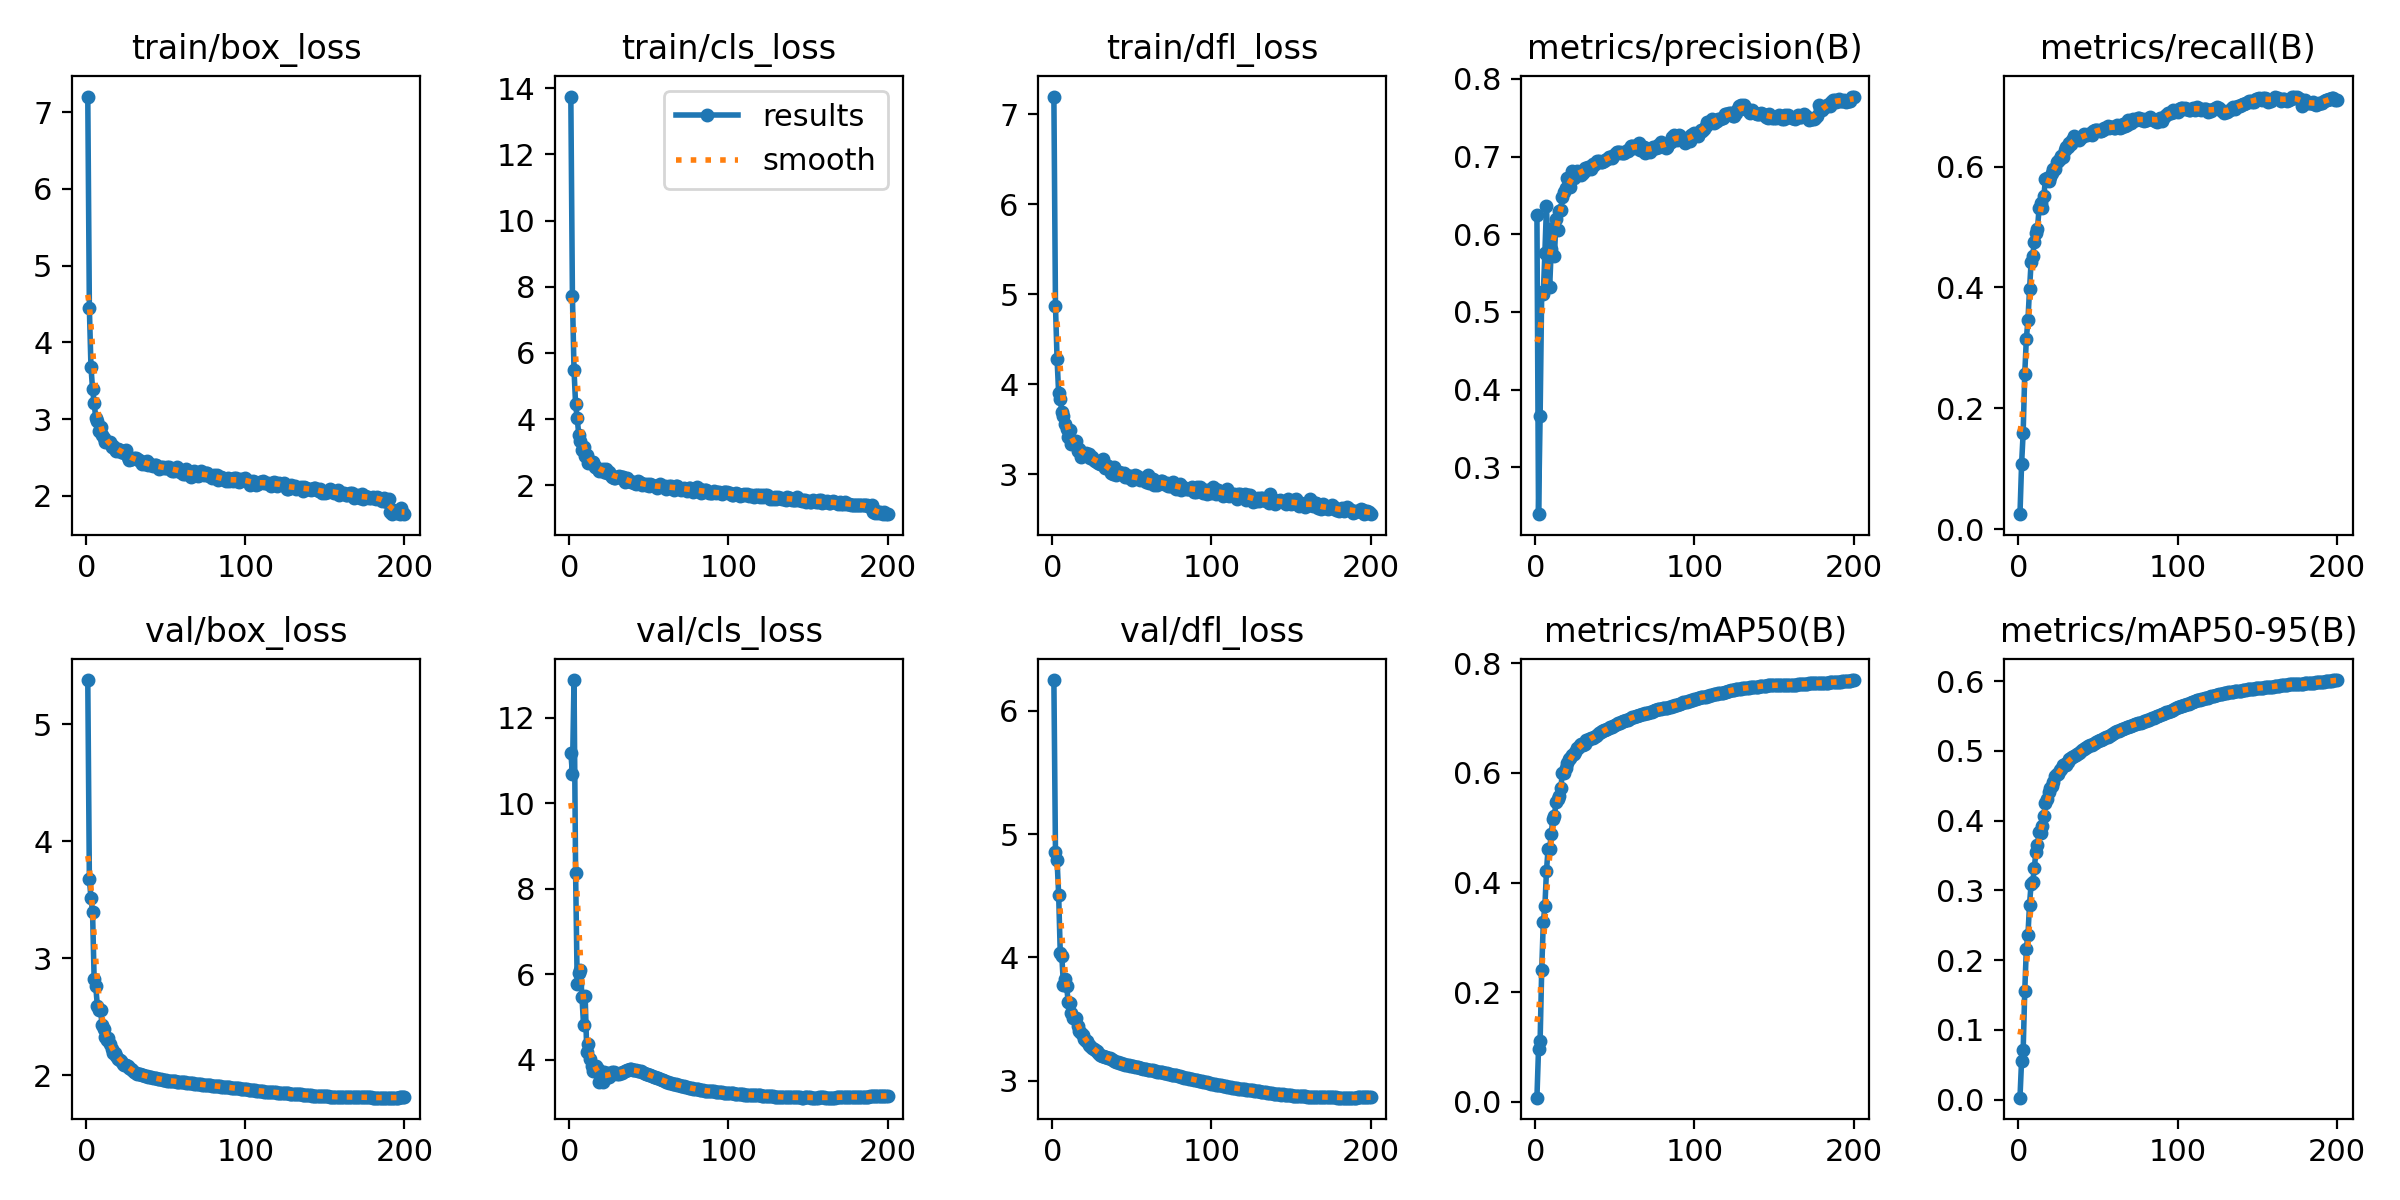 train/box_loss
7
6
5
4
3
2
0 100 200
train/cls_loss
results
smooth
14
12
10
8
6
4
2
0 100 200
train/dfl_loss
7
6
5
4
3
0 100 200
metrics/precision(B)
0.8
0.7
0.6
0.5
0.4
0.3
0 100 200
metrics/recall(B)
0.6
0.4
0.2
0.0
0 100 200
val/box_loss
5
4
3
2
0 100 200
val/cls_loss
12
10
8
6
4
0 100 200
val/dfl_loss
6
5
4
3
0 100 200
metrics/mAP50(B)
0.8
0.6
0.4
0.2
0.0
0 100 200
metrics/mAP50-95(B)
0.6
0.5
0.4
0.3
0.2
0.1
0.0
0 100 200